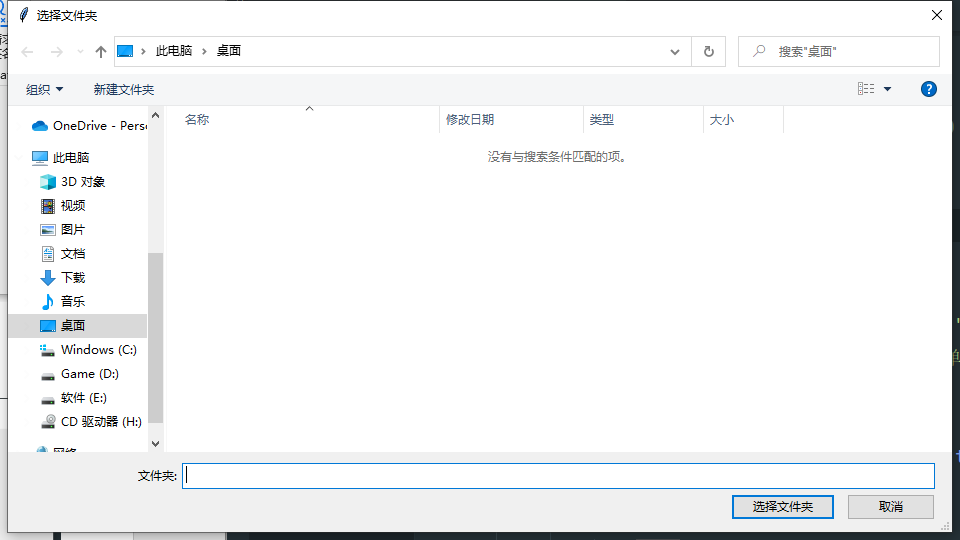 选择文件夹
此电脑 桌面
搜索"桌面"
组织 新建文件夹
名称 修改日期 类型 大小
没有与搜索条件匹配的项。
OneDrive - Pers
此电脑
3D 对象
视频
图片
文档
下载
音乐
桌面
Windows (C:)
Game (D:)
软件 (E:)
CD 驱动器 (H:)
网络
文件夹:
选择文件夹 取消